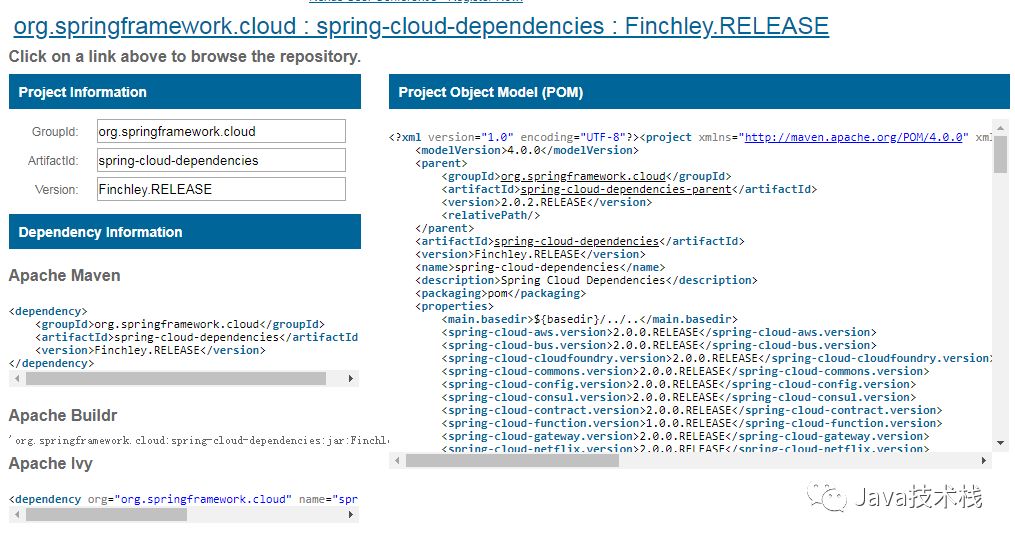 org.springframework.cloud : spring-cloud-dependencies : Finchley.RELEASE
Click on a link above to browse the repository.
Project Information
GroupId: org.springframework.cloud
ArtifactId: spring-cloud-dependencies
Version: Finchley.RELEASE
Dependency Information
Apache Maven
<dependency>
<groupId>org.springframework.cloud</groupId>
<artifactId>spring-cloud-dependencies</artifactId
<version>Finchley.RELEASE</version>
</dependency>
Apache Buildr
'org.springframework.cloud:spring-cloud-dependencies:jar:Finchle
Apache Ivy
<dependency org="org.springframework.cloud" name="spr
Project Object Model (POM)
<?xml version="1.0" encoding="UTF-8"?><project xmlns="http://maven.apache.org/POM/4.0.0" xml
<modelVersion>4.0.0</modelVersion>
<parent>
<groupId>org.springframework.cloud</groupId>
<artifactId>spring-cloud-dependencies-parent</artifactId>
<version>2.0.2.RELEASE</version>
<relativePath/>
</parent>
<artifactId>spring-cloud-dependencies</artifactId>
<version>Finchley.RELEASE</version>
<name>spring-cloud-dependencies</name>
<description>Spring Cloud Dependencies</description>
<packaging>pom</packaging>
<properties>
<main.basedir>${basedir}/../..</main.basedir>
<spring-cloud-aws.version>2.0.0.RELEASE</spring-cloud-aws.version>
<spring-cloud-bus.version>2.0.0.RELEASE</spring-cloud-bus.version>
<spring-cloud-cloudfoundry.version>2.0.0.RELEASE</spring-cloud-cloudfoundry.version>
<spring-cloud-commons.version>2.0.0.RELEASE</spring-cloud-commons.version>
<spring-cloud-config.version>2.0.0.RELEASE</spring-cloud-config.version>
<spring-cloud-consul.version>2.0.0.RELEASE</spring-cloud-consul.version>
<spring-cloud-contract.version>2.0.0.RELEASE</spring-cloud-contract.version>
<spring-cloud-function.version>1.0.0.RELEASE</spring-cloud-function.version>
<spring-cloud-gateway.version>2.0.0.RELEASE</spring-cloud-gateway.version>
<spring-cloud-netflix.version>2.0.0.RELEASE</spring-cloud-netflix.version>
Java技术栈